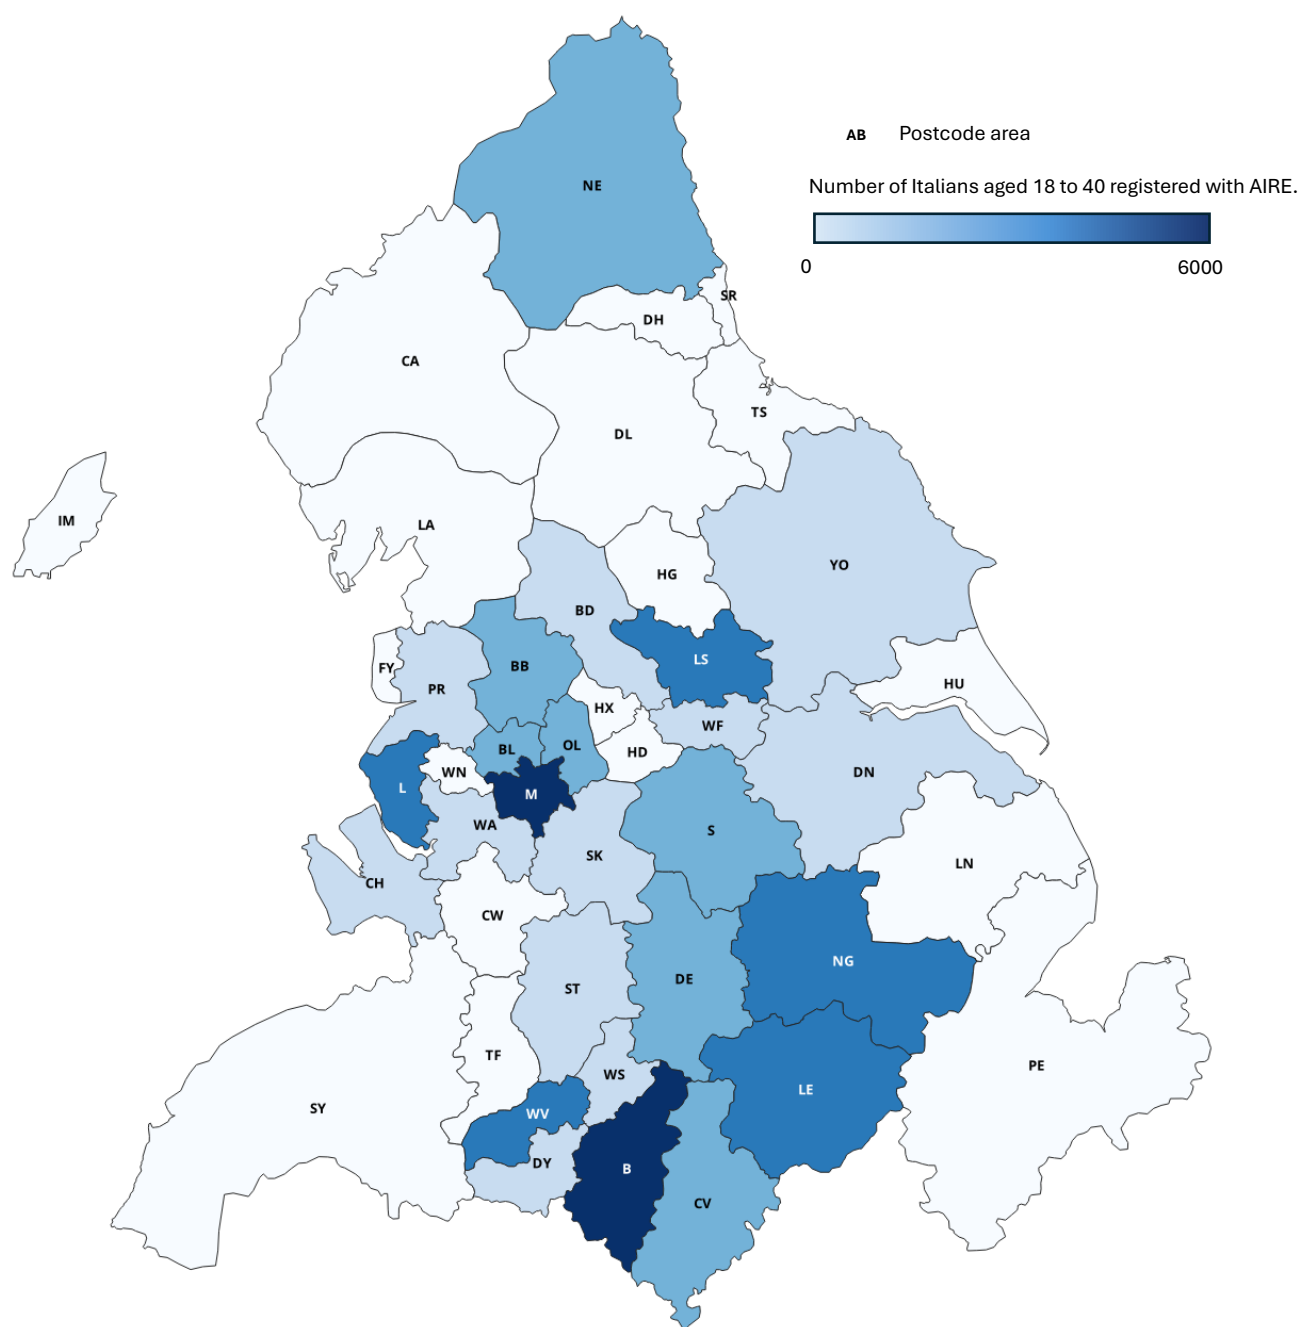 AB Postcode area
NE
Number of Italians aged 18 to 40 registered with AIRE.
0 6000
SR
DH
CA
TS
DL
IM
LA
YO
HG
BD
LS
BB
FY
PR
HU
HX
WF
BL
OL
HD
WN
DN
L
M
WA
S
SK
LN
CH
CW
NG
DE
ST
TF
PE
WS
LE
SY
WV
DY
B
CV